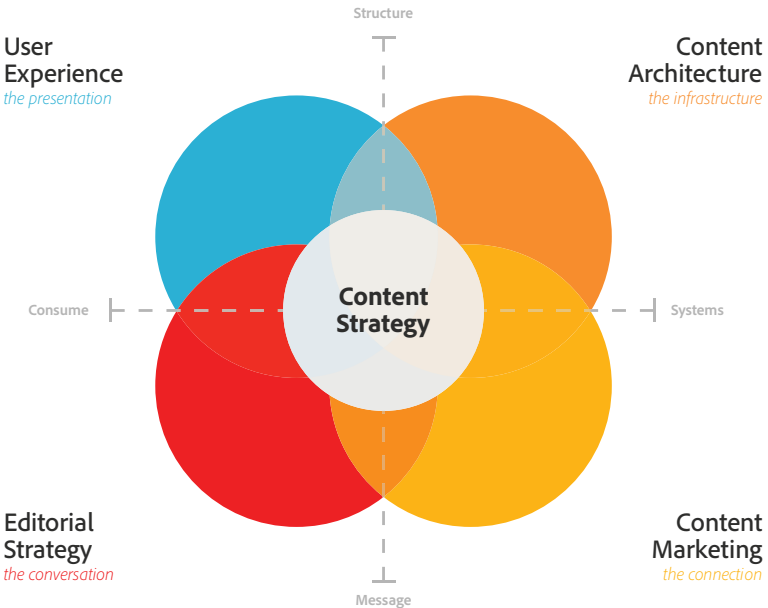 Structure
User
Experience
the presentation
Content
Architecture
the infrastructure
Consume
Content
Strategy
Systems
Editorial
Strategy
the conversation
Content
Marketing
the connection
Message